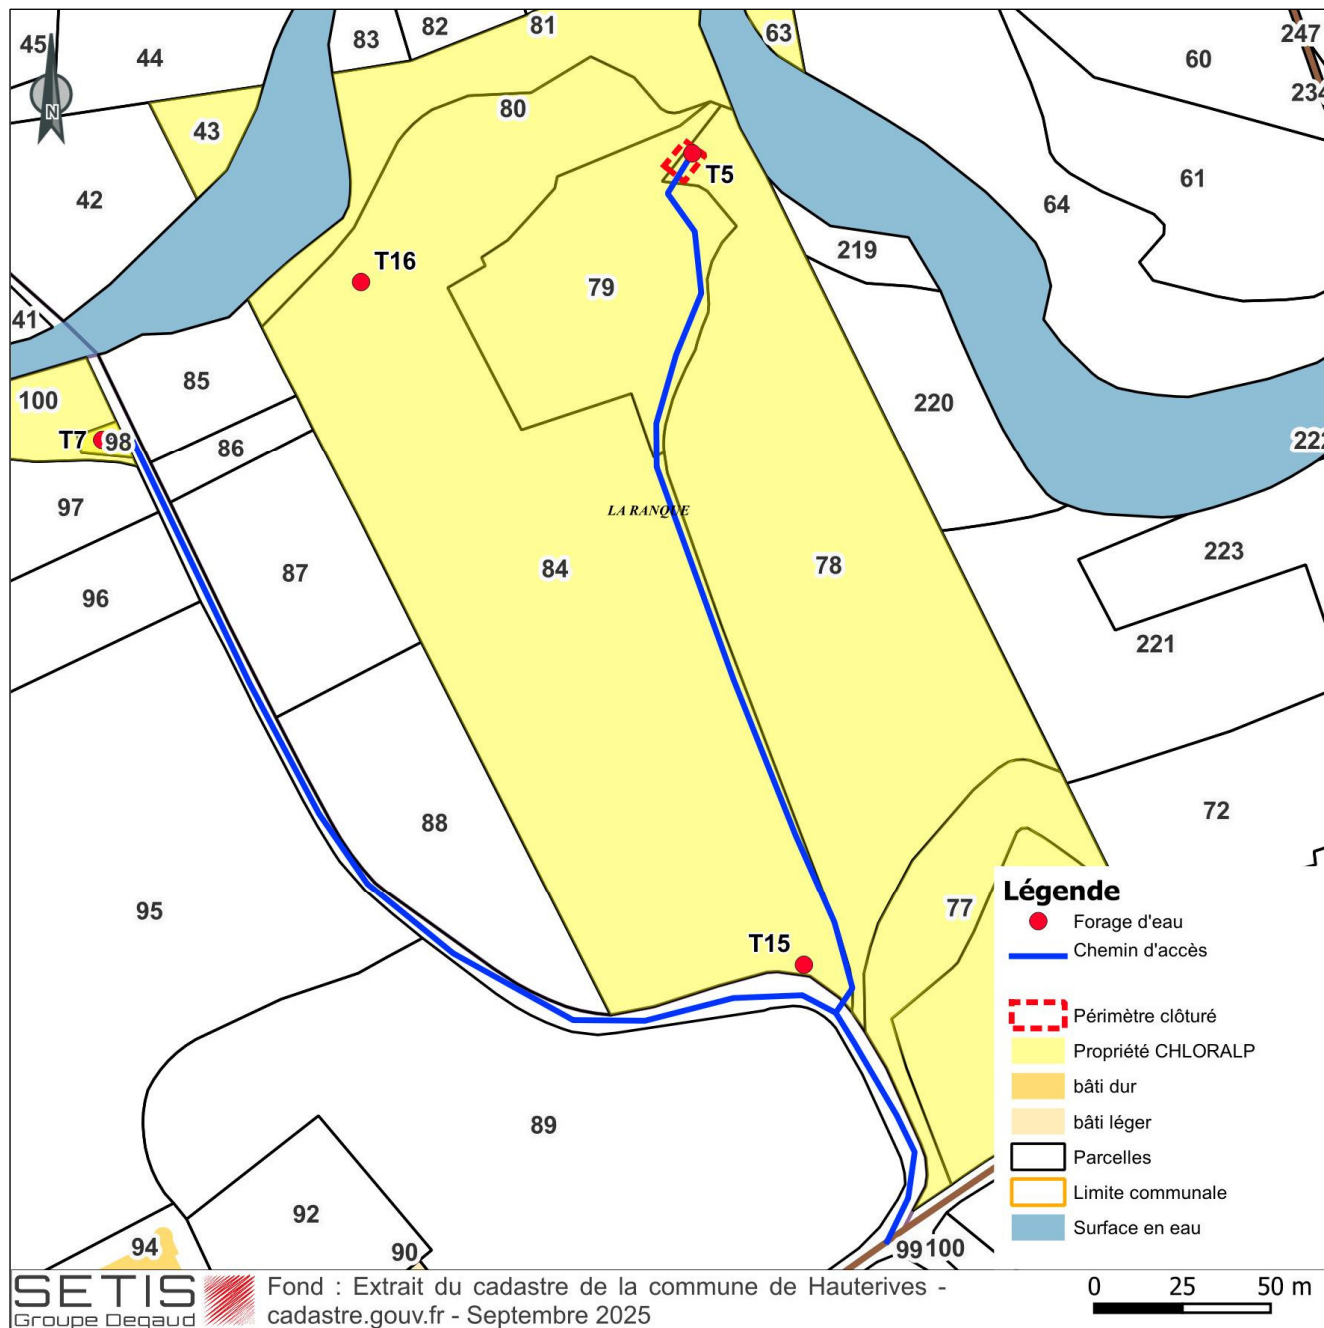 45
44
83
82
81
63
60
247
234
43
80
42
T5
61
64
T16
219
79
41
85
100
220
T7
98
86
222
97
LA RANQUE
223
84
78
87
96
221
72
88
95
77
T15
89
92
94
90
99
100
Légende
Forage d'eau
Chemin d'accès
Périmètre clôturé
Propriété CHLORALP
bâti dur
bâti léger
Parcelles
Limite communale
Surface en eau
N
SETIS
Groupe Degaud
Fond : Extrait du cadastre de la commune de Hauterives -
cadastre.gouv.fr - Septembre 2025
0 25 50 m